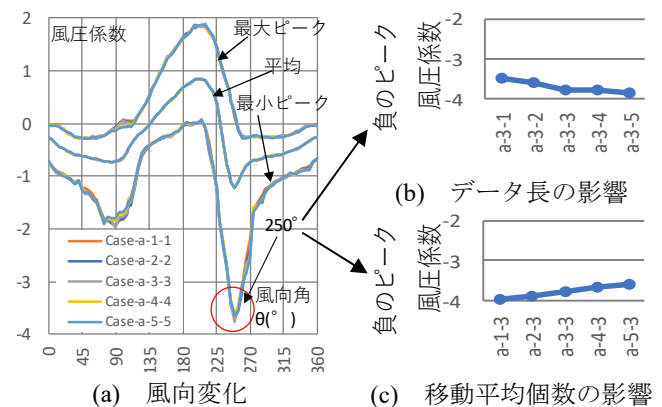 風圧係数
2
1
0
-1
-2
-3
-4
最大ピーク
平均
最小ピーク
250°
風向角
θ(° )
Case-a-1-1
Case-a-2-2
Case-a-3-3
Case-a-4-4
Case-a-5-5
0 45 90 135 180 225 270 315 360
(a) 風向変化
負のピーク
風圧係数
-2
-3
-4
a-3-1 a-3-2 a-3-3 a-3-4 a-3-5
(b) データ長の影響
負のピーク
風圧係数
-2
-3
-4
a-1-3 a-2-3 a-3-3 a-4-3 a-5-3
(c) 移動平均個数の影響